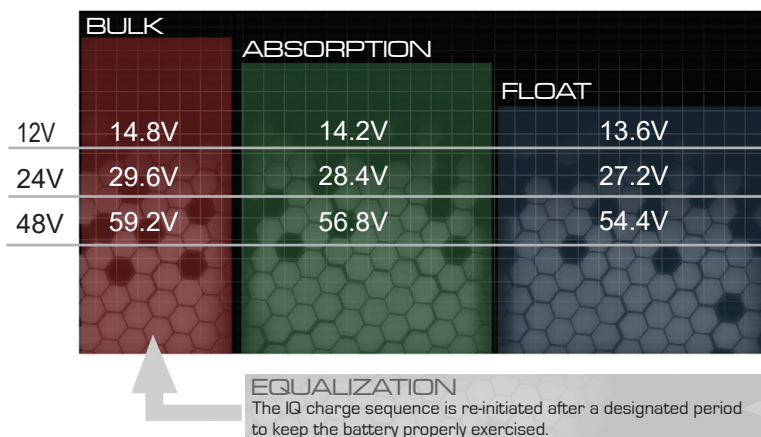 BULK
ABSORPTION
FLOAT
12V 14.8V 14.2V 13.6V
24V 29.6V 28.4V 27.2V
48V 59.2V 56.8V 54.4V
EQUALIZATION
The IQ charge sequence is re-initiated after a designated period
to keep the battery properly exercised.